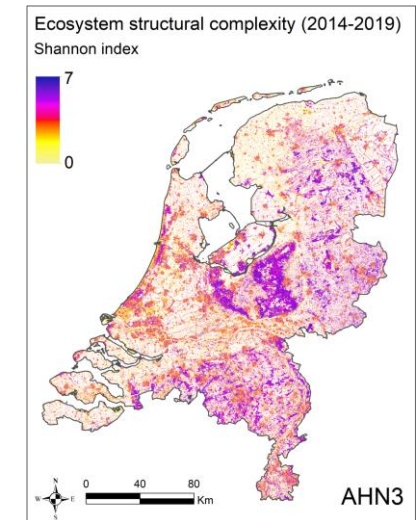 Ecosystem structural complexity (2014-2019)
Shannon index
7
0
N
W E
S
0 40 80
Km
AHN3